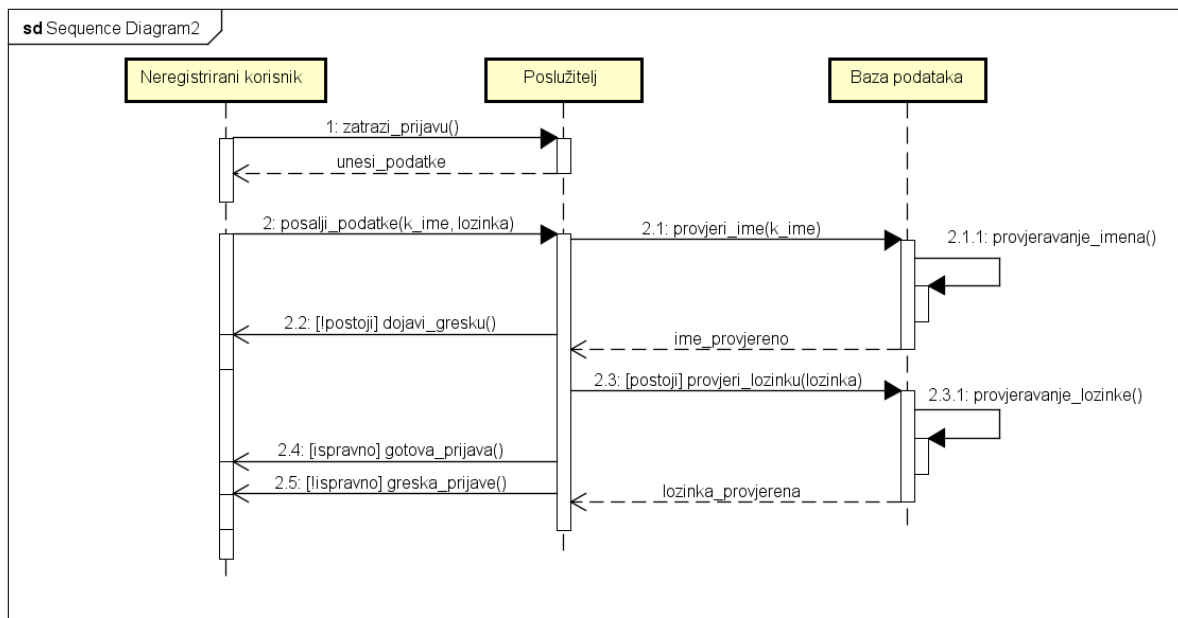 sd Sequence Diagram2
Neregistrirani korisnik
Poslužitelj
Baza podataka
1: zatrazi_prijavu()
unesi_podatke
2: posalji_podatke(k_ime, lozinka)
2.1: provjeri_ime(k_ime)
2.1.1: provjeravanje_imena()
2.2: [!postoji] dojavi_gresku()
ime_provjereno
2.3: [postoji] provjeri_lozinku(lozinka)
2.3.1: provjeravanje_lozinke()
2.4: [ispravno] gotova_prijava()
2.5: [!ispravno] greska_prijave()
lozinka_provjerena